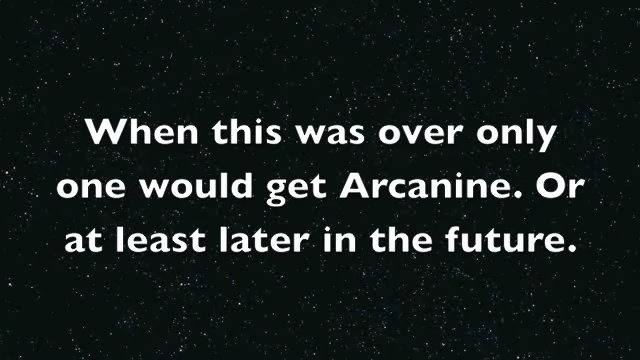 When this was over only
one would get Arcanine. Or
at least later in the future.